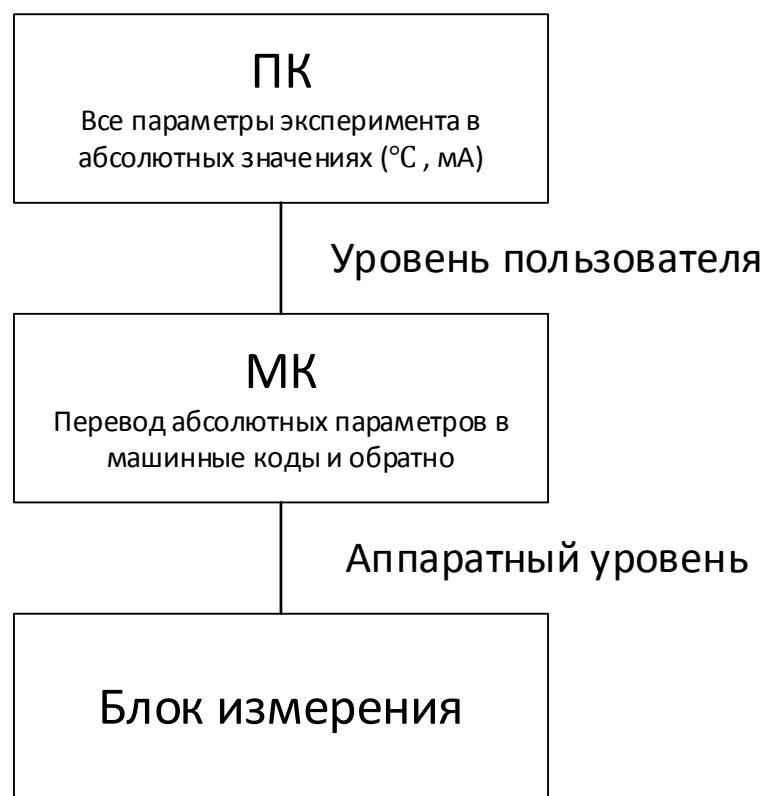 ПК
Все параметры эксперимента в
абсолютных значениях (°C , мА)
Уровень пользователя
МК
Перевод абсолютных параметров в
машинные коды и обратно
Аппаратный уровень
Блок измерения